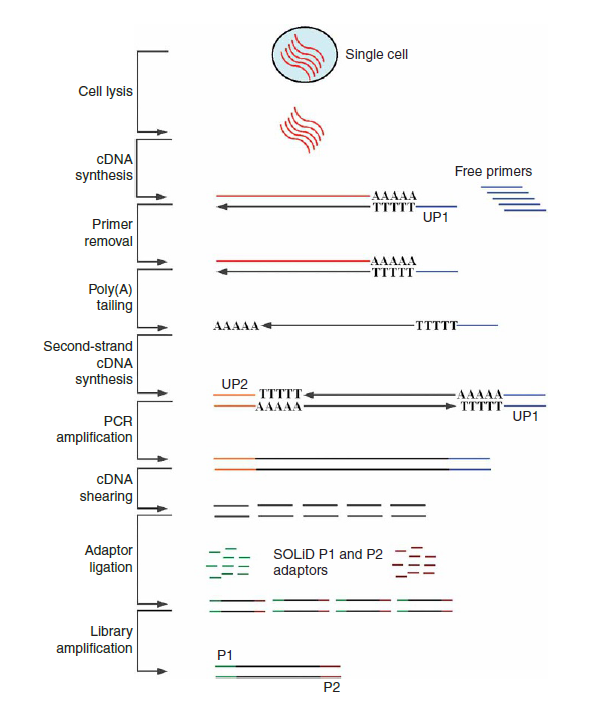 Single cell
Cell lysis
cDNA
synthesis
Free primers
AAAAA
TTTTT
UP1
Primer
removal
AAAAA
TTTTT
Poly(A)
tailing
AAAAA
TTTTT
Second-strand
cDNA
synthesis
UP2
TTTTT
AAAAA
AAAAA
TTTTT
UP1
PCR
amplification
cDNA
shearing
Adaptor
ligation
SOLiD P1 and P2
adaptors
Library
amplification
P1
P2